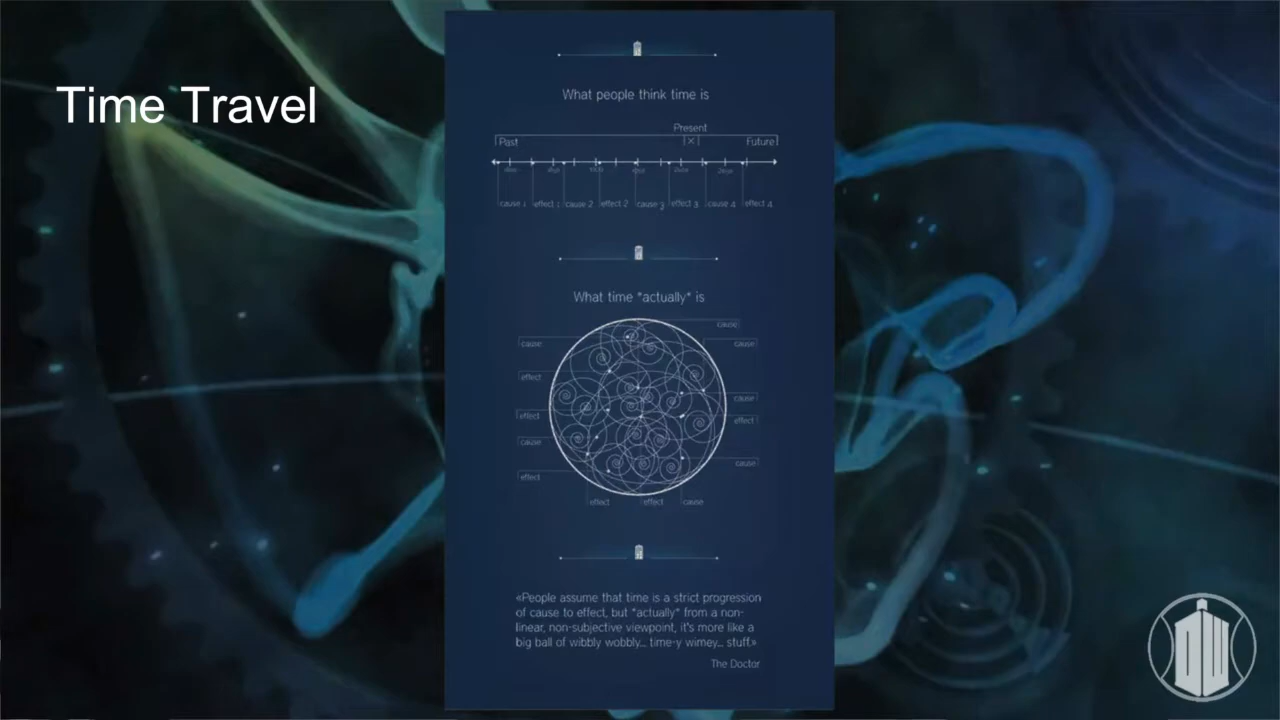 Time Travel
What people think time is
Present
Past |×| Future
cause 1 effect 1 cause 2 effect 2 cause 3 effect 3 cause 4 effect 4
What time *actually* is
cause
cause cause
effect
cause
effect effect
cause
cause
effect
effect effect cause
«People assume that time is a strict progression
of cause to effect, but *actually* from a non-
linear, non-subjective viewpoint, it's more like a
big ball of wibbly wobbly... time-y wimey... stuff.»
The Doctor
DW